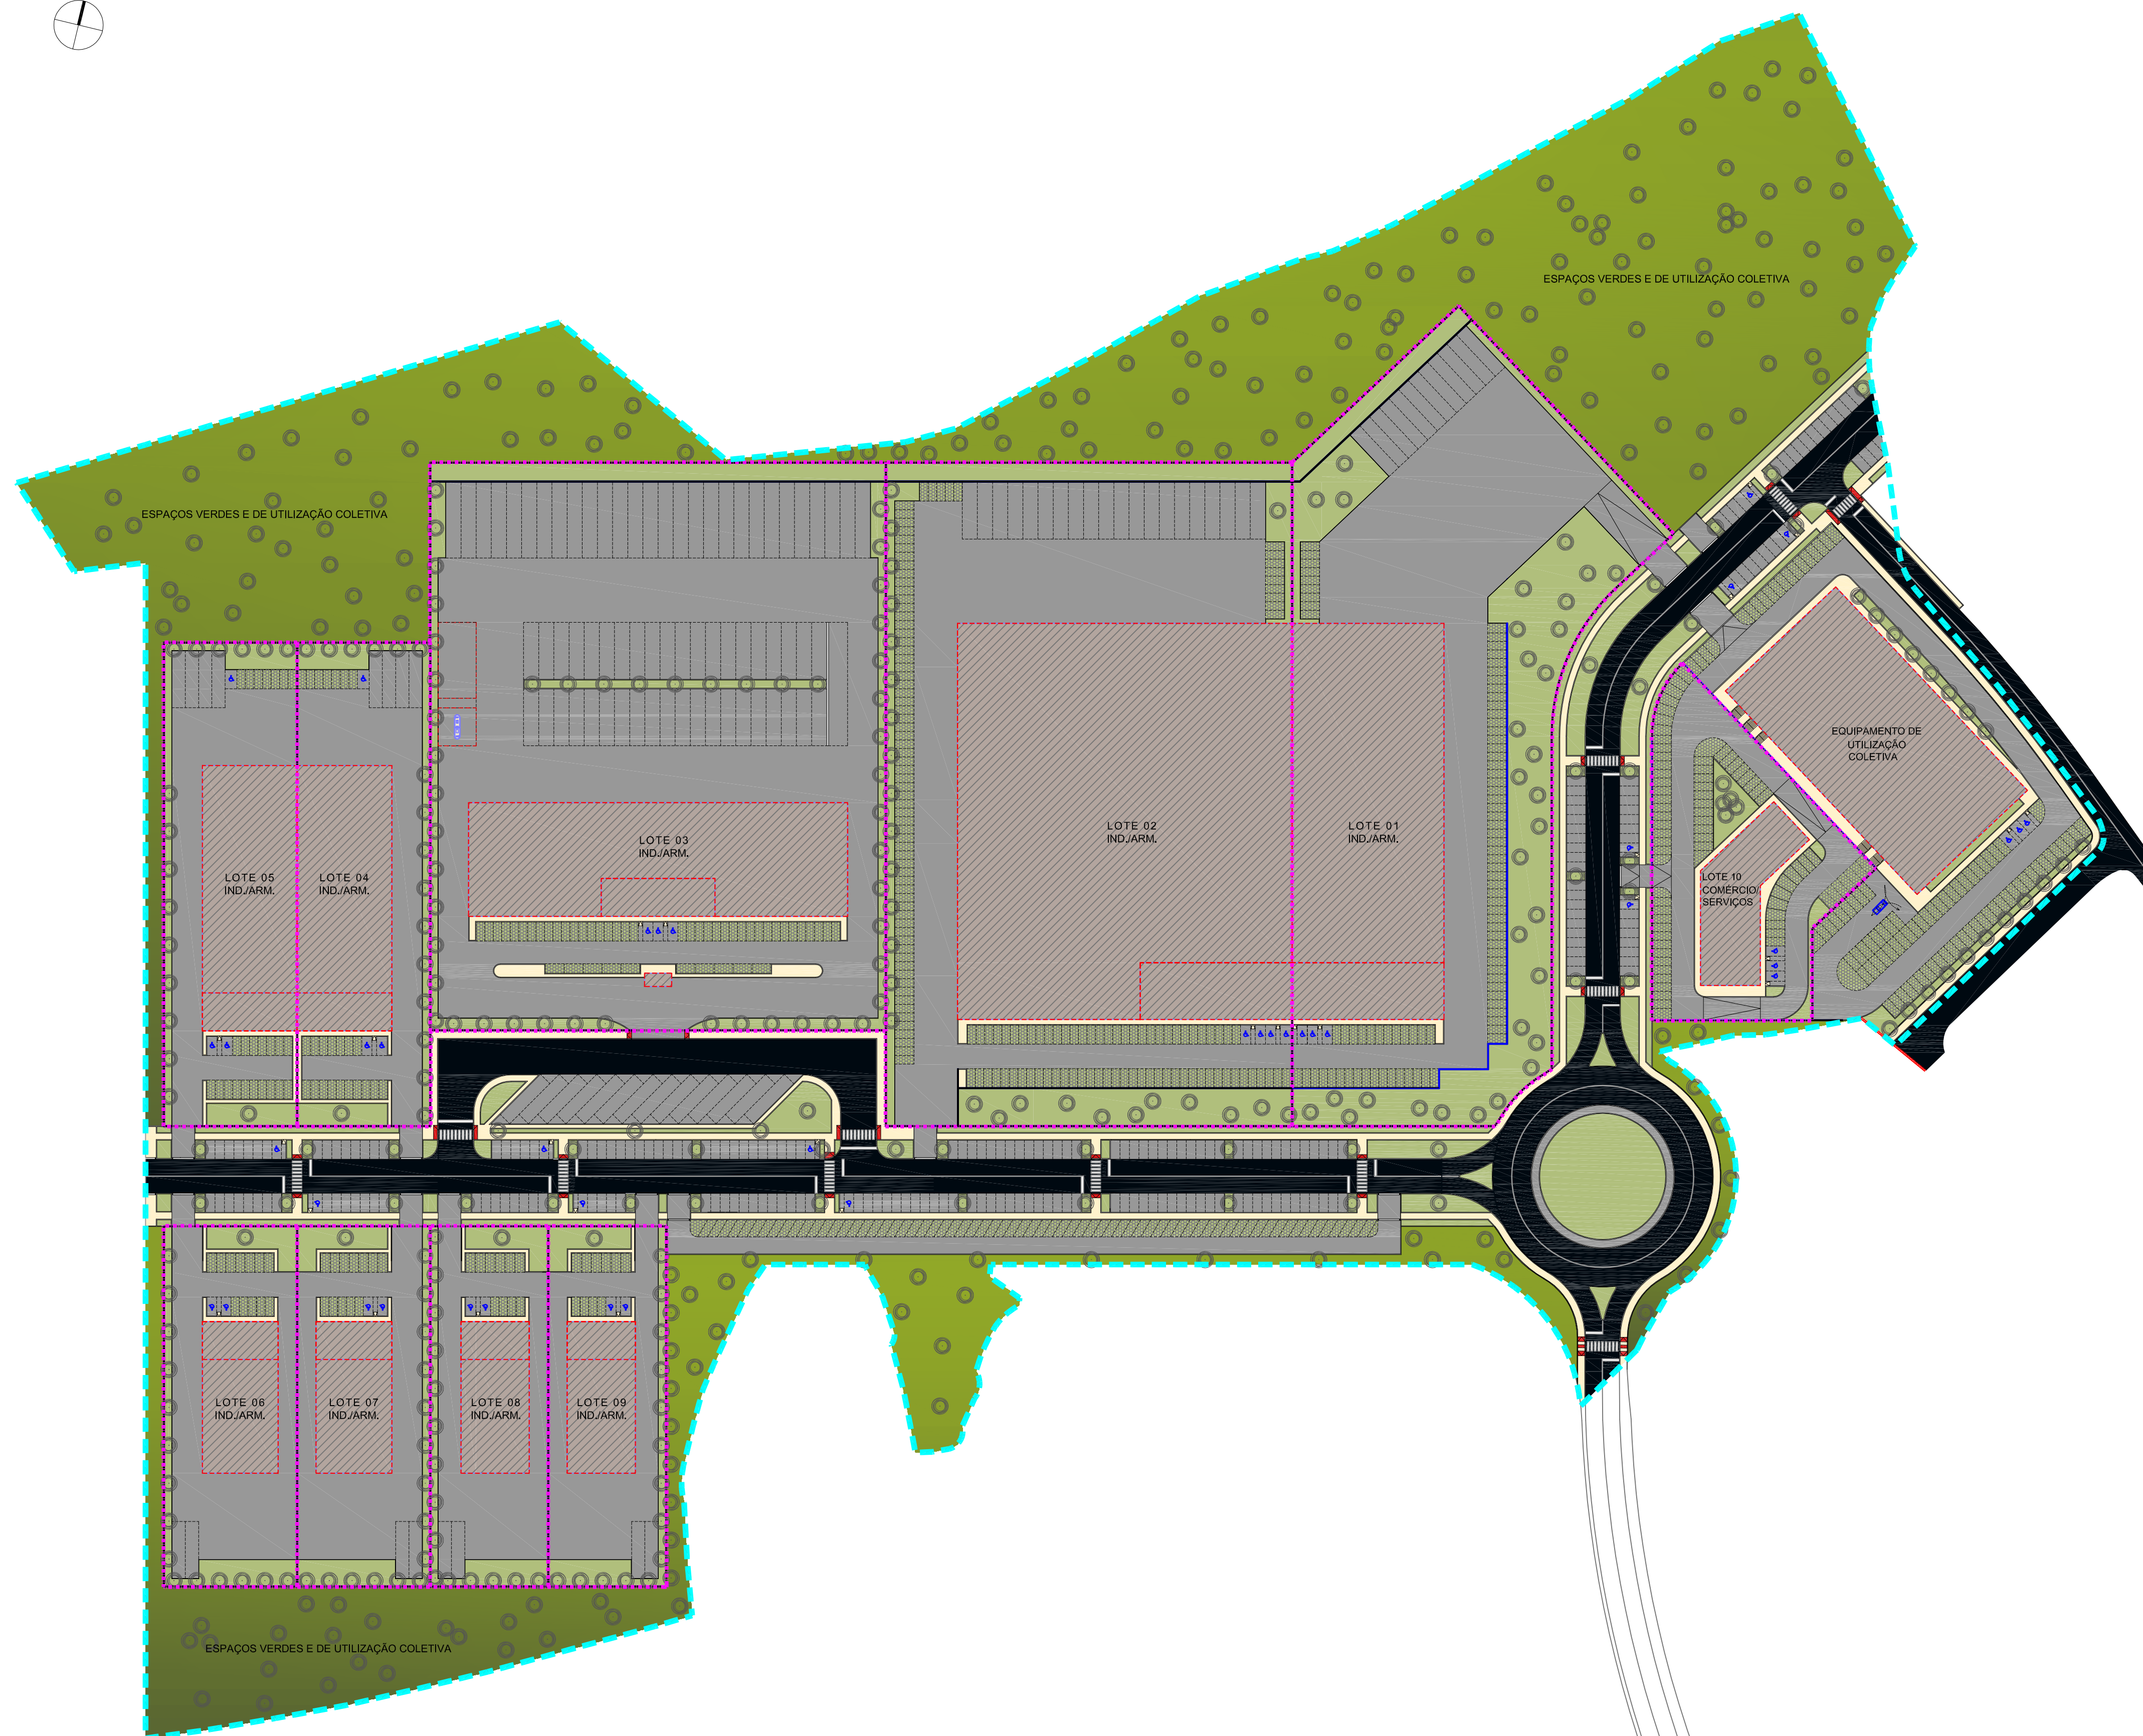 ESPAÇOS VERDES E DE UTILIZAÇÃO COLETIVA
ESPAÇOS VERDES E DE UTILIZAÇÃO COLETIVA
EQUIPAMENTO DE
UTILIZAÇÃO
COLETIVA
LOTE 02
IND./ARM.
LOTE 01
IND./ARM.
LOTE 03
IND./ARM.
LOTE 05
IND./ARM.
LOTE 04
IND./ARM.
LOTE 10
COMÉRCIO/
SERVIÇOS
LOTE 06
IND./ARM.
LOTE 07
IND./ARM.
LOTE 08
IND./ARM.
LOTE 09
IND./ARM.
ESPAÇOS VERDES E DE UTILIZAÇÃO COLETIVA